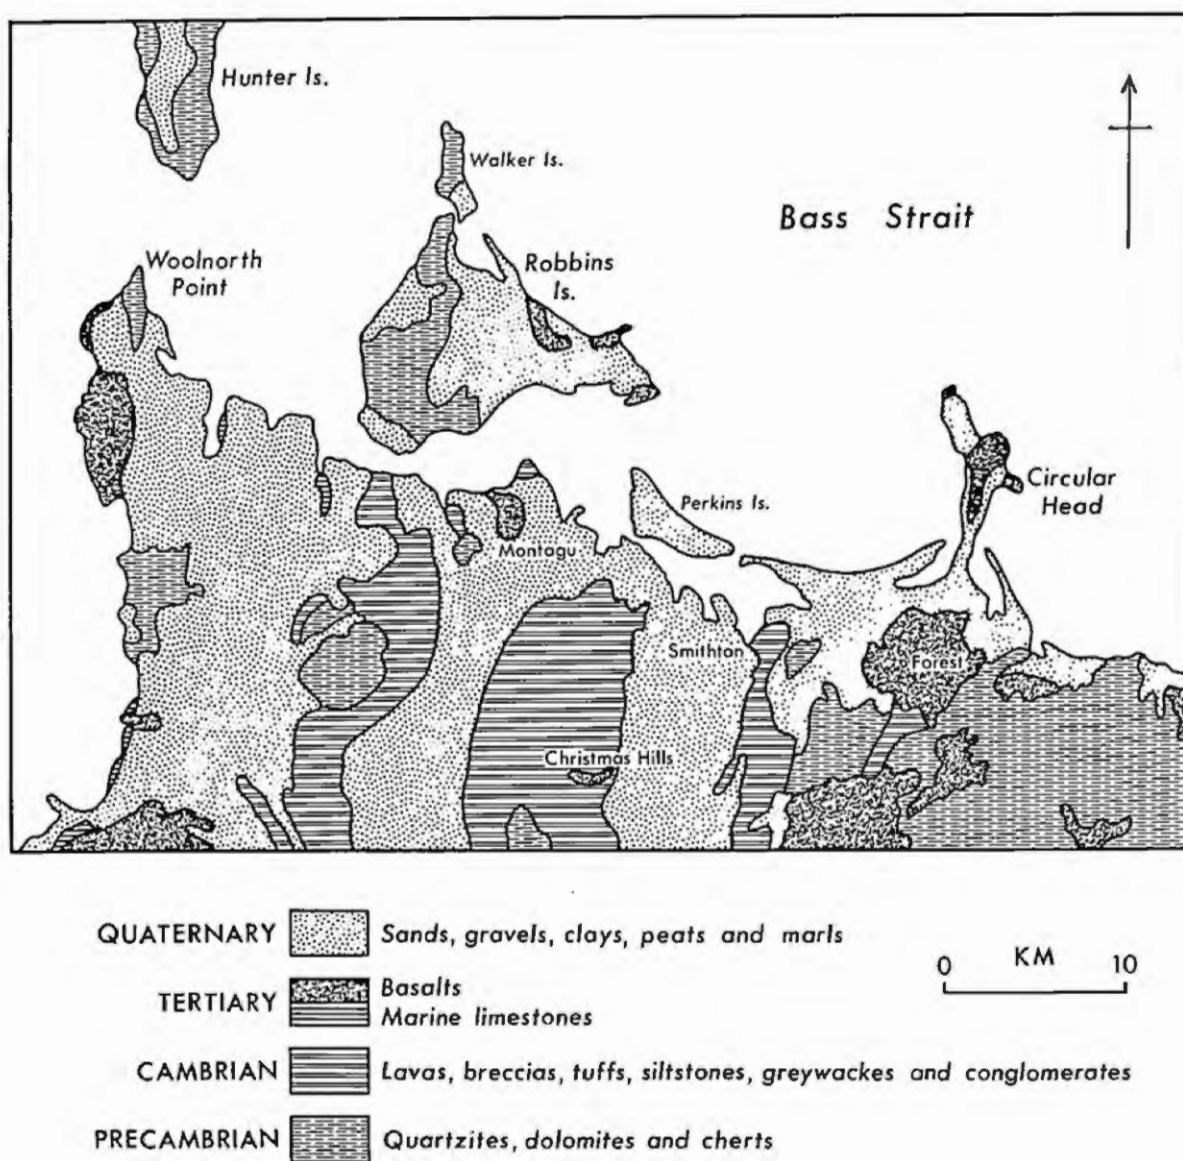 Hunter Is.
Walker Is.
Bass Strait
Woolnorth
Point
Robbins
Is.
Circular
Head
Perkins Is.
Montagu
Smithton
Forest
Christmas Hills
QUATERNARY Sands, gravels, clays, peats and marls
TERTIARY Basalts
Marine limestones
CAMBRIAN Lavas, breccias, tuffs, siltstones, greywackes and conglomerates
PRECAMBRIAN Quartzites, dolomites and cherts
KM
0 10